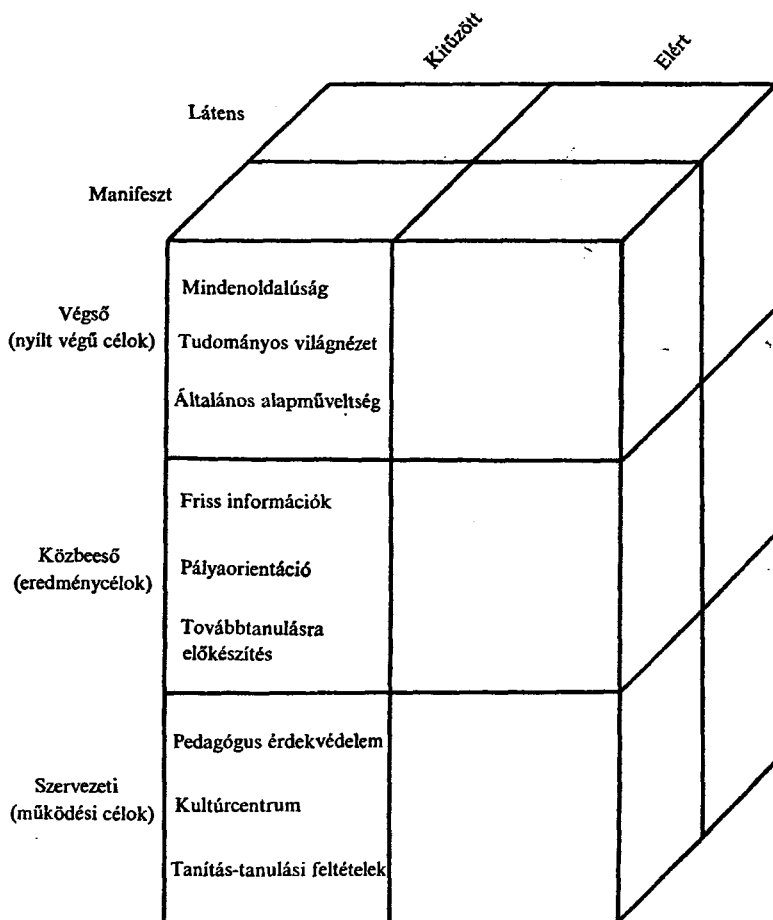 Kitűzött
Elért
Látens
Manifeszt
Végső
(nyílt végű célok)
Mindenoldalúság
Tudományos világnézet
Általános alapműveltség
Közbeeső
(eredménycélok)
Friss információk
Pályaorientáció
Továbbtanulásra
előkészítés
Szervezeti
(működési célok)
Pedagógus érdekvédelem
Kultúrcentrum
Tanítás-tanulási feltételek